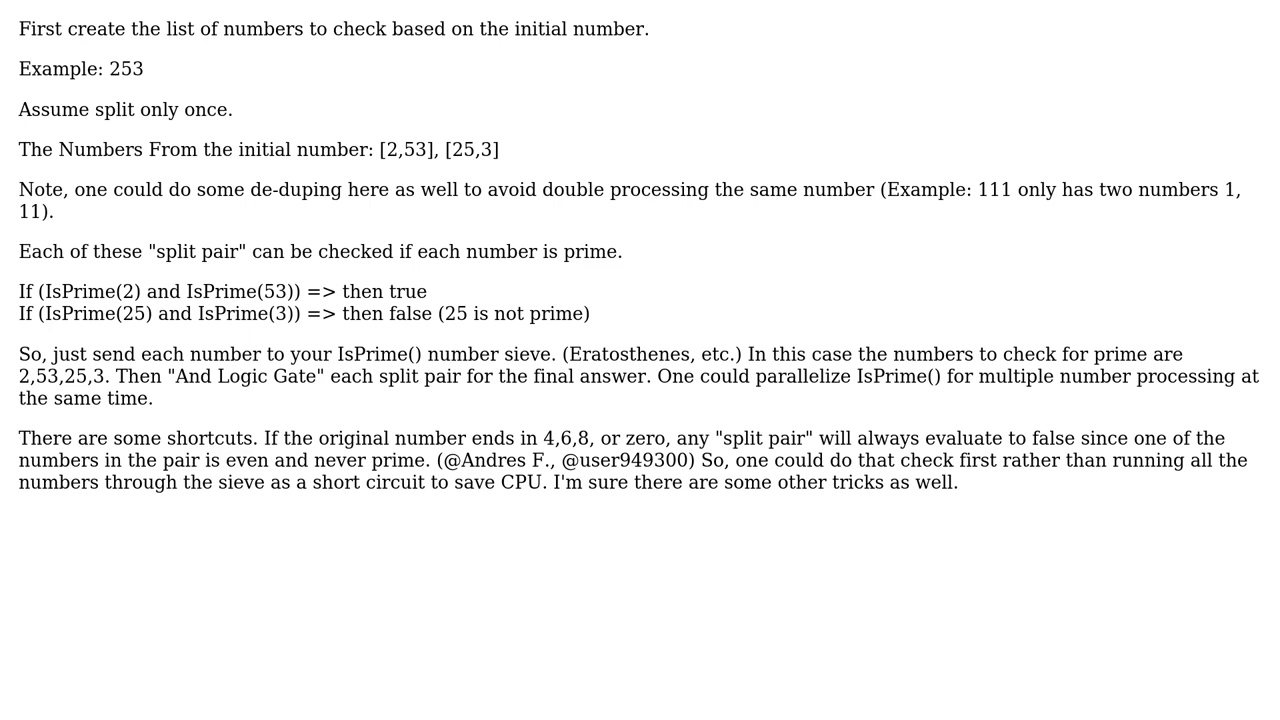 First create the list of numbers to check based on the initial number.
Example: 253
Assume split only once.
The Numbers From the initial number: [2,53], [25,3]
Note, one could do some de-duping here as well to avoid double processing the same number (Example: 111 only has two numbers 1,
11).
Each of these "split pair" can be checked if each number is prime.
If (IsPrime(2) and IsPrime(53)) => then true
If (IsPrime(25) and IsPrime(3)) => then false (25 is not prime)
So, just send each number to your IsPrime() number sieve. (Eratosthenes, etc.) In this case the numbers to check for prime are
2,53,25,3. Then "And Logic Gate" each split pair for the final answer. One could parallelize IsPrime() for multiple number processing at
the same time.
There are some shortcuts. If the original number ends in 4,6,8, or zero, any "split pair" will always evaluate to false since one of the
numbers in the pair is even and never prime. (@Andres F., @user949300) So, one could do that check first rather than running all the
numbers through the sieve as a short circuit to save CPU. I'm sure there are some other tricks as well.